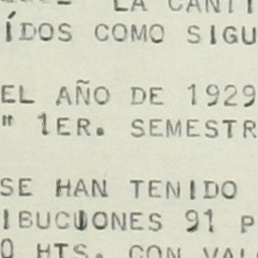 LA CANTI
ÍDOS COMO SIGU
EL AÑO DE 1929
" 1ER. SEMESTR
SE HAN TENIDO
IBUCIONES 91 P
0 HTS. CON VAL